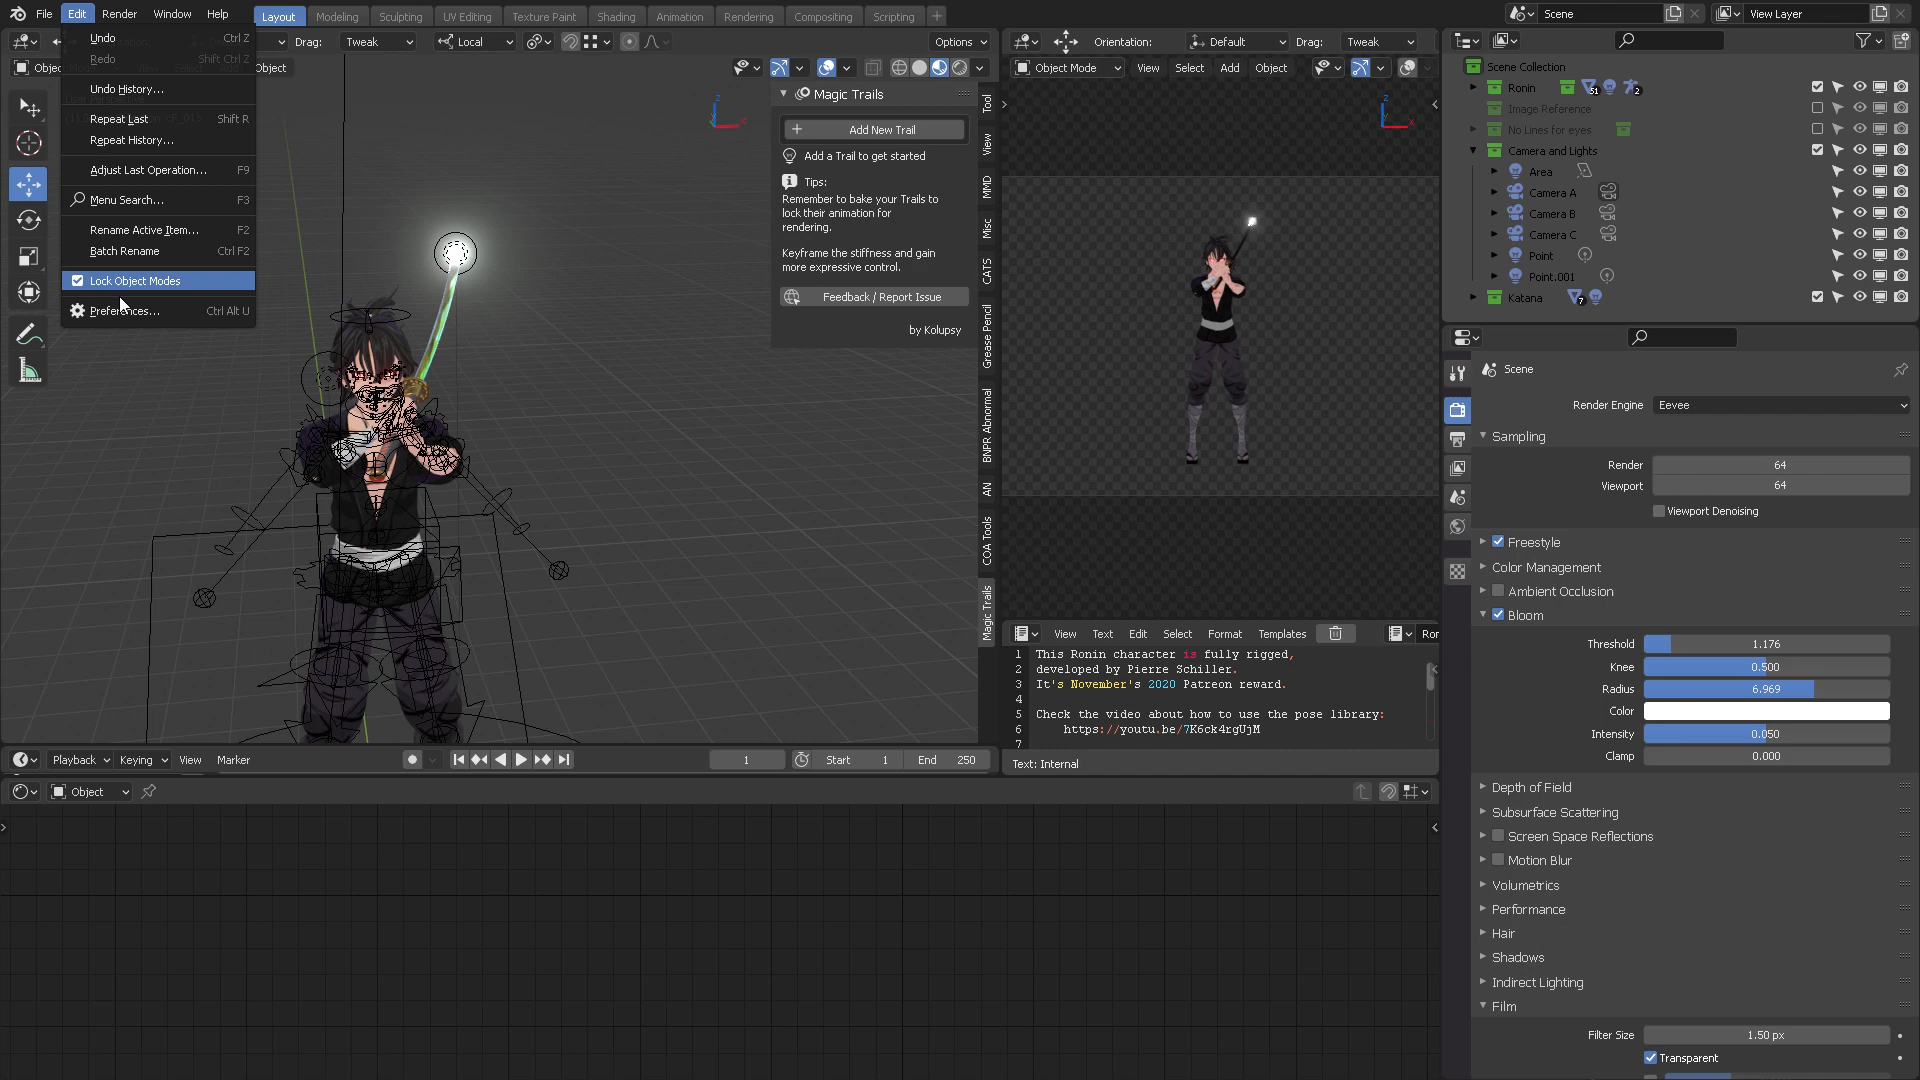 File Edit Render Window Help Layout Modeling Sculpting UV Editing Texture Paint Shading Animation Rendering Compositing Scripting Scene View Layer
Drag: Tweak Local Options
Orientation: Default Drag: Tweak
Object
Object Mode View Select Add Object
Undo Ctrl Z
Redo Shift Ctrl Z
Undo History...
Repeat Last Shift R
Repeat History...
Adjust Last Operation... F9
Menu Search... F3
Rename Active Item... F2
Batch Rename Ctrl F2
Lock Object Modes
Preferences... Ctrl Alt U
Magic Trails
Add New Trail
Add a Trail to get started
Tips:
Remember to bake your Trails to
lock their animation for
rendering.
Keyframe the stiffness and gain
more expressive control.
Feedback / Report Issue
by Kolupsy
Tool
View
MMD
Misc
CATS
Grease Pencil
BNPR Abnormal
AN
COA Tools
Magic Trails
View Text Edit Select Format Templates Ror
1 This Ronin character is fully rigged,
2 developed by Pierre Schiller.
3 It's November's 2020 Patreon reward.
4
5 Check the video about how to use the pose library:
6 https://youtu.be/7K6ck4rgUjM
7
Text: Internal
Playback Keying View Marker 1 Start 1 End 250
Object
Scene Collection
Ronin 51 2
Image Reference
No Lines for eyes
Camera and Lights
Area
Camera A
Camera B
Camera C
Point
Point.001
Katana 7
Scene
Render Engine Eevee
Sampling
Render 64
Viewport 64
Viewport Denoising
Freestyle
Color Management
Ambient Occlusion
Bloom
Threshold 1.176
Knee 0.500
Radius 6.969
Color
Intensity 0.050
Clamp 0.000
Depth of Field
Subsurface Scattering
Screen Space Reflections
Motion Blur
Volumetrics
Performance
Hair
Shadows
Indirect Lighting
Film
Filter Size 1.50 px
Transparent